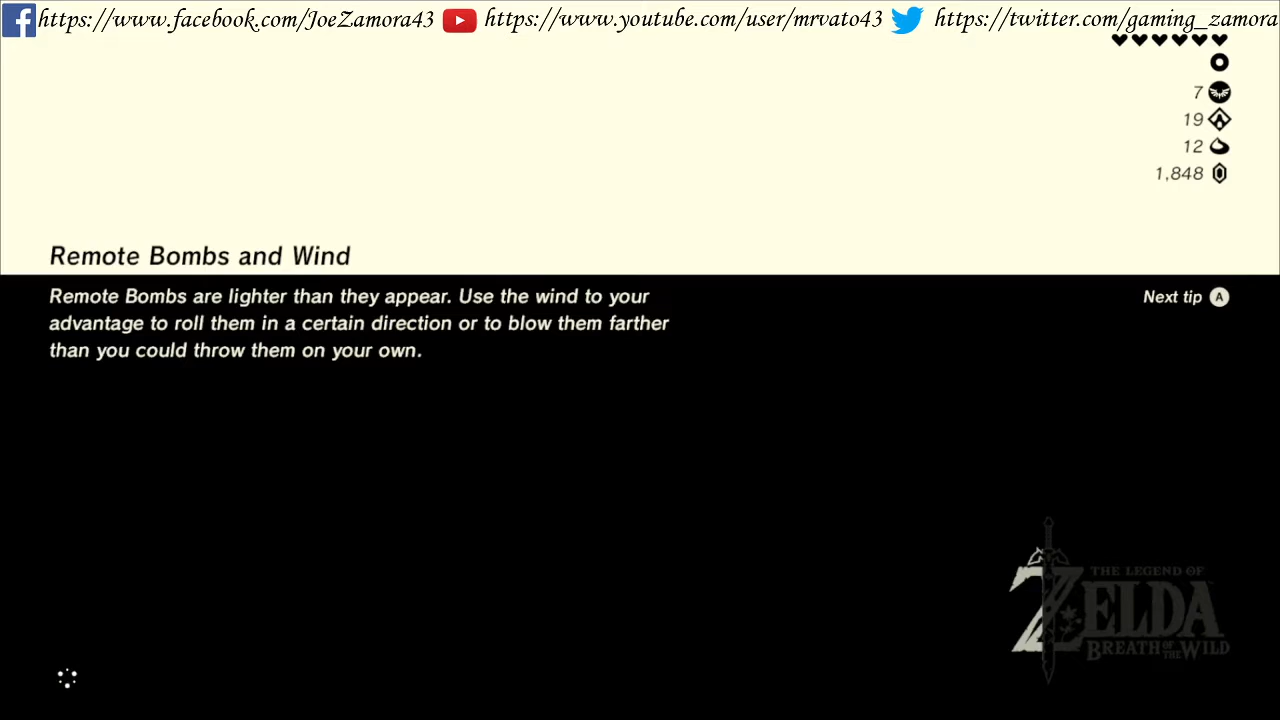 https://www.facebook.com/JoeZamora43 https://www.youtube.com/user/mrvato43 https://twitter.com/gaming_zamora
7
19
12
1,848
Remote Bombs and Wind
Remote Bombs are lighter than they appear. Use the wind to your
advantage to roll them in a certain direction or to blow them farther
than you could throw them on your own.
Next tip A
THE LEGEND OF
ZELDA
BREATH OF THE WILD